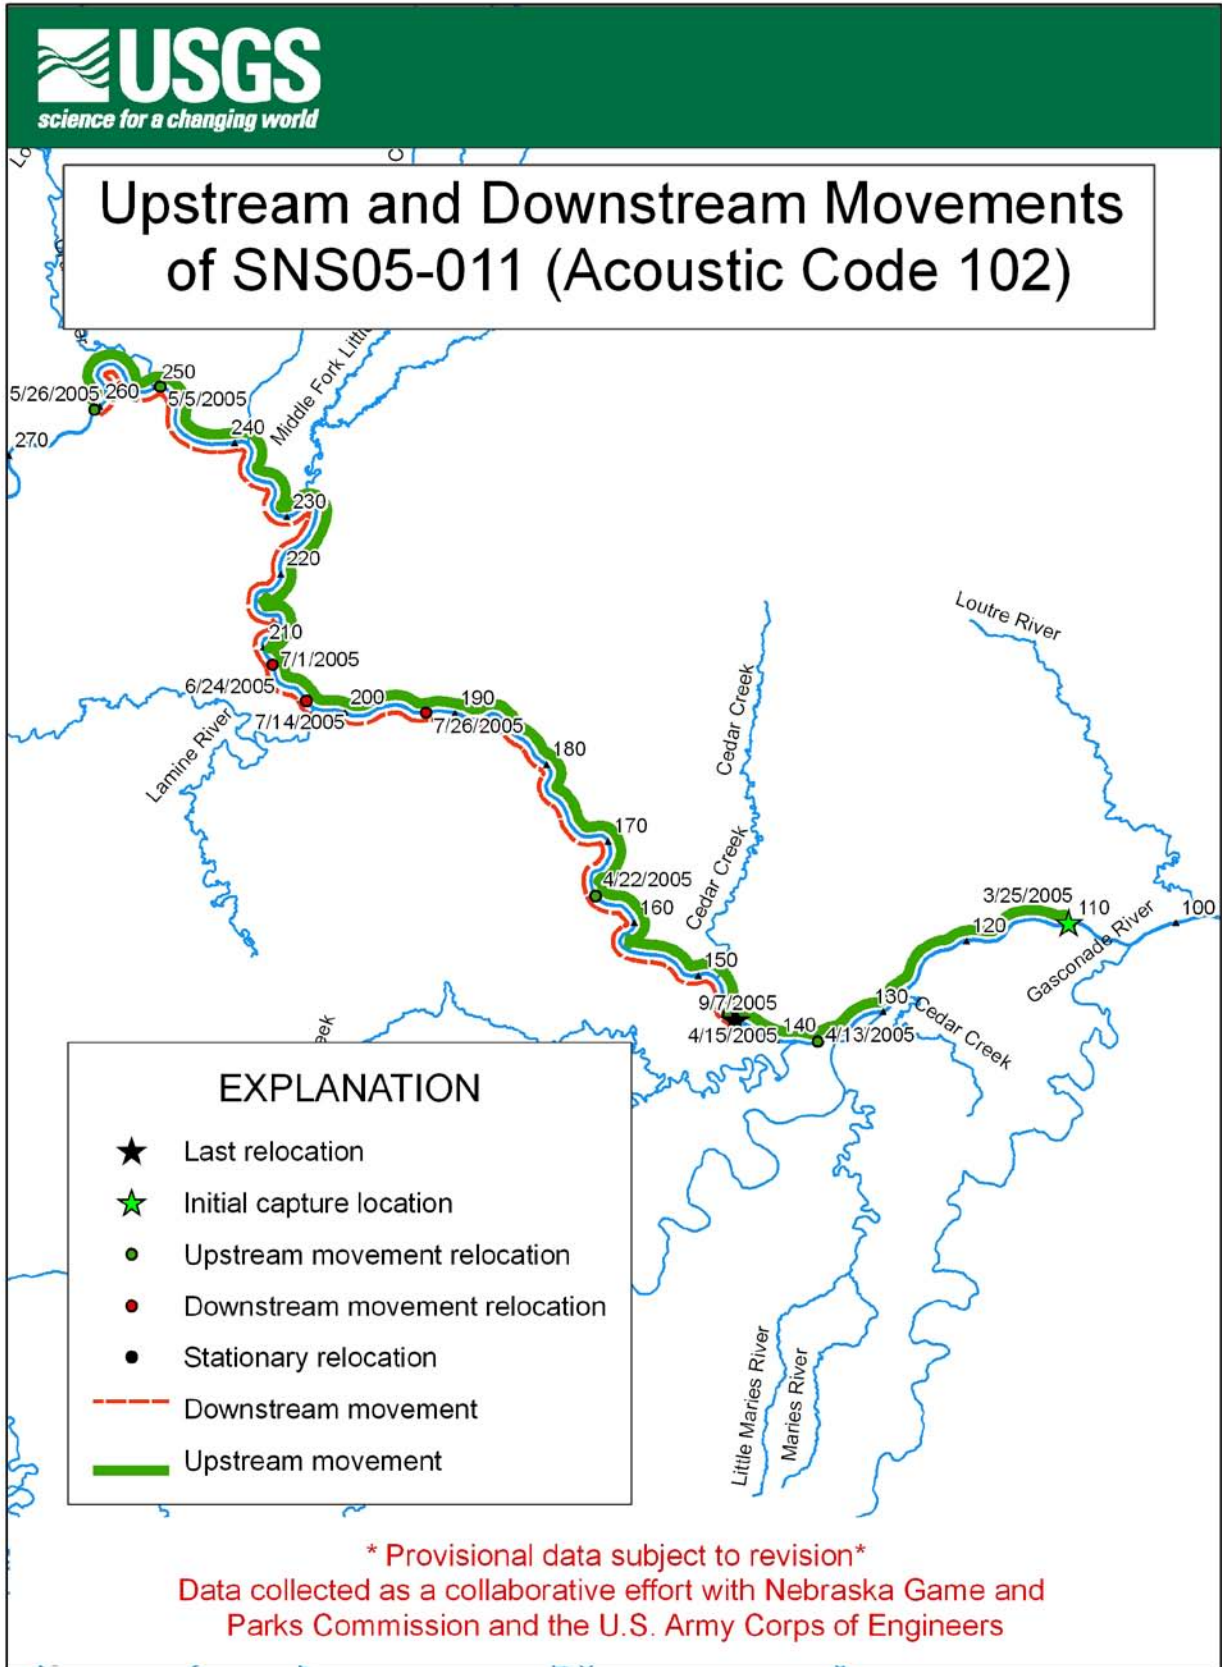 USGS
science for a changing world
Upstream and Downstream Movements
of SNS05-011 (Acoustic Code 102)
Middle Fork Little
250
5/26/2005
260
5/5/2005
240
270
230
220
210
7/1/2005
6/24/2005
200
190
7/14/2005
7/26/2005
Lamine River
180
170
4/22/2005
160
150
Cedar Creek
Cedar Creek
Loutre River
3/25/2005
110
100
120
Gasconade River
130
9/7/2005
140
4/15/2005
4/13/2005
Cedar Creek
EXPLANATION
Last relocation
Initial capture location
Upstream movement relocation
Downstream movement relocation
Stationary relocation
Downstream movement
Upstream movement
Little Maries River
Maries River
* Provisional data subject to revision*
Data collected as a collaborative effort with Nebraska Game and
Parks Commission and the U.S. Army Corps of Engineers